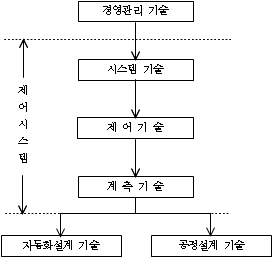 경영관리 기술
시스템 기술
제어시스템
제 어 기 술
계 측 기 술
자동화설계 기술
공정설계 기술